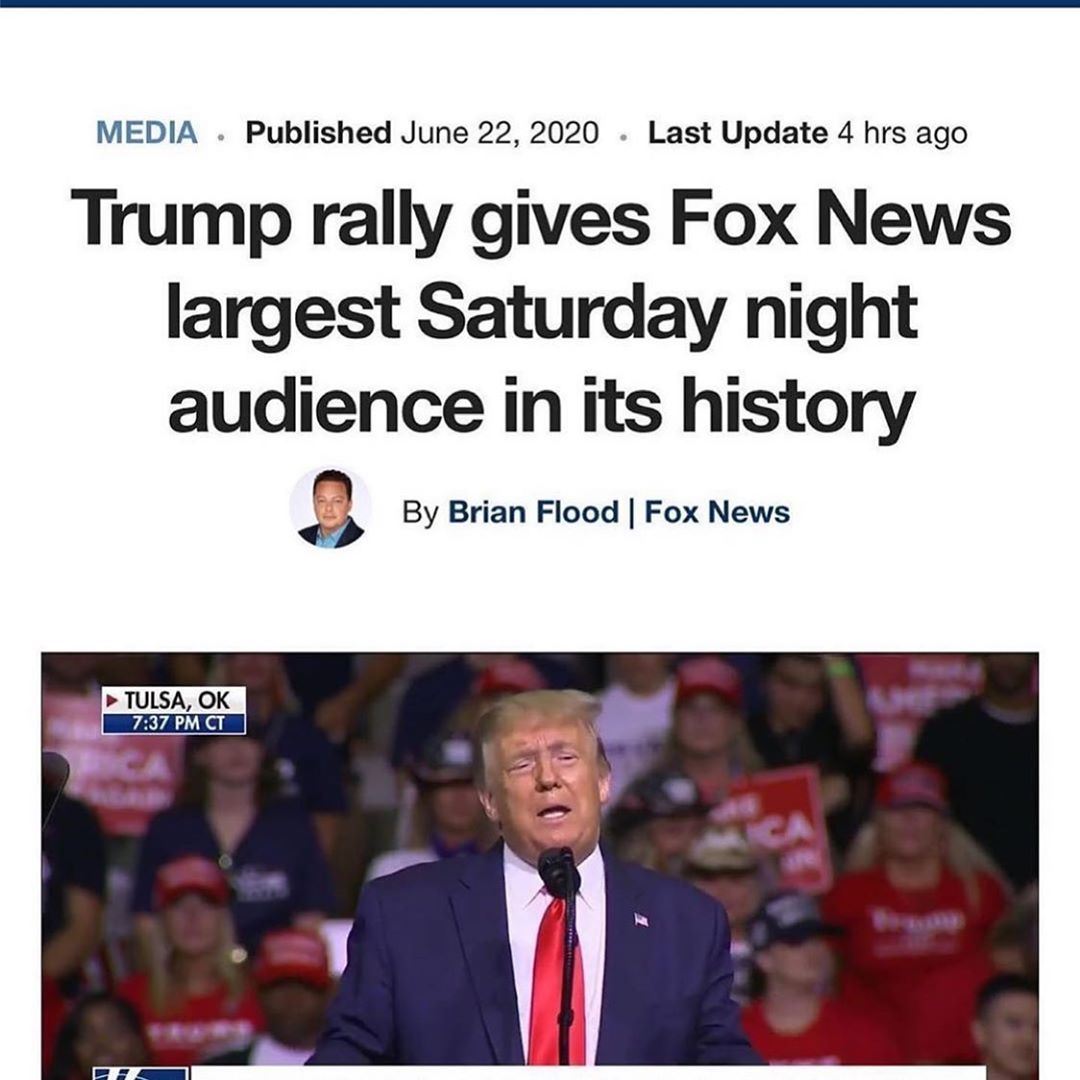 MEDIA • Published June 22, 2020 • Last Update 4 hrs ago
Trump rally gives Fox News
largest Saturday night
audience in its history
By Brian Flood | Fox News
TULSA, OK
7:37 PM CT